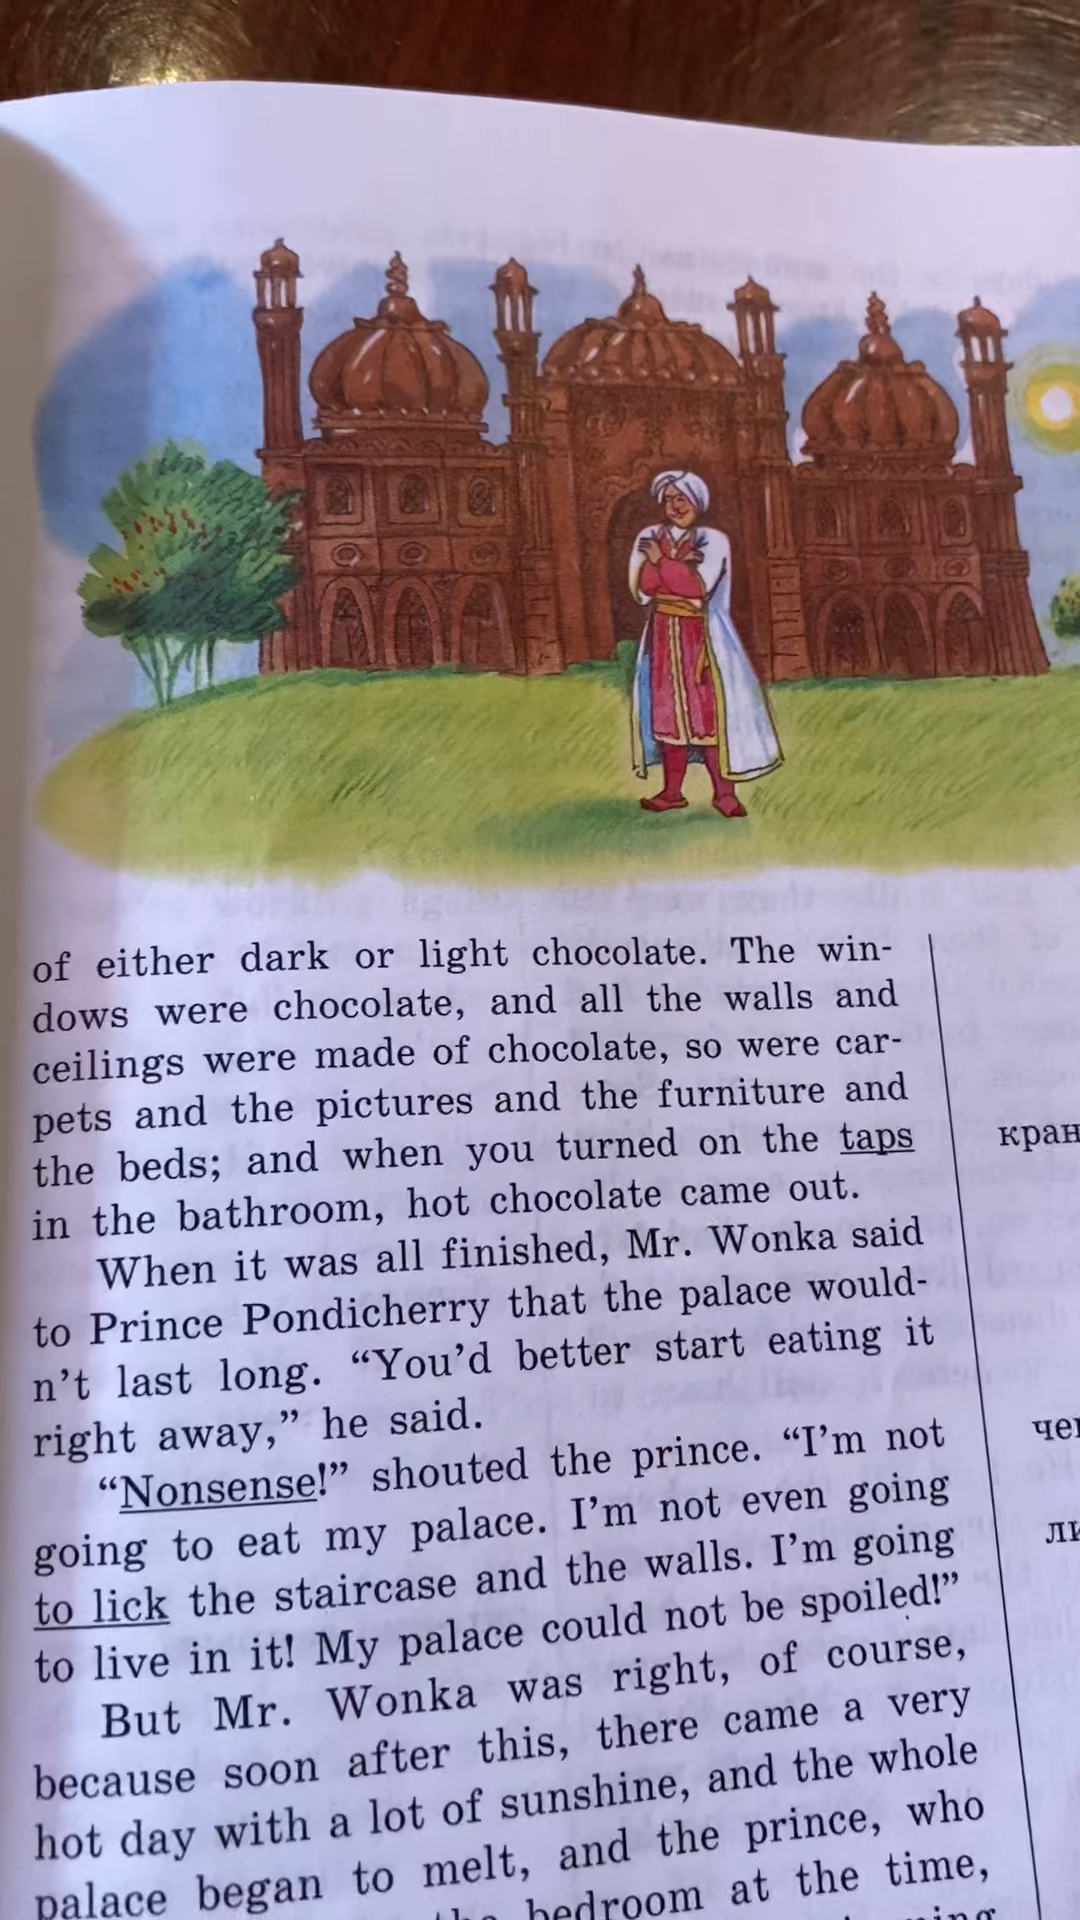 of either dark or light chocolate. The win-
dows were chocolate, and all the walls and
ceilings were made of chocolate, so were car-
pets and the pictures and the furniture and
the beds; and when you turned on the taps
in the bathroom, hot chocolate came out.
When it was all finished, Mr. Wonka said
to Prince Pondicherry that the palace would-
n't last long. “You'd better start eating it
right away,” he said.
“Nonsense!” shouted the prince. “I'm not
going to eat my palace. I'm not even going
to lick the staircase and the walls. I'm going
to live in it! My palace could not be spoiled!”
But Mr. Wonka was right, of course,
because soon after this, there came a very
hot day with a lot of sunshine, and the whole
palace began to melt, and the prince, who
bedroom at the time,
кран